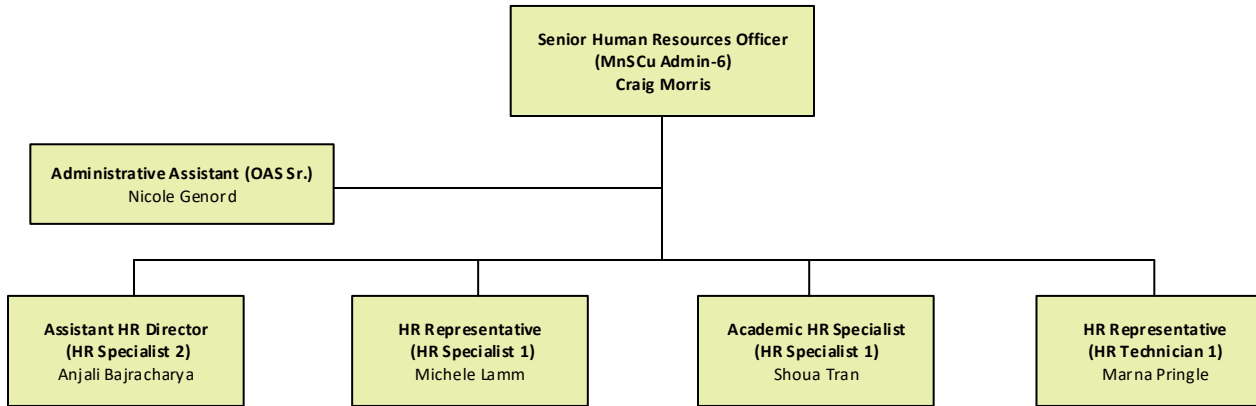 Senior Human Resources Officer
(MnSCu Admin-6)
Craig Morris
Administrative Assistant (OAS Sr.)
Nicole Genord
Assistant HR Director
(HR Specialist 2)
Anjali Bajracharya
HR Representative
(HR Specialist 1)
Michele Lamm
Academic HR Specialist
(HR Specialist 1)
Shoua Tran
HR Representative
(HR Technician 1)
Marna Pringle